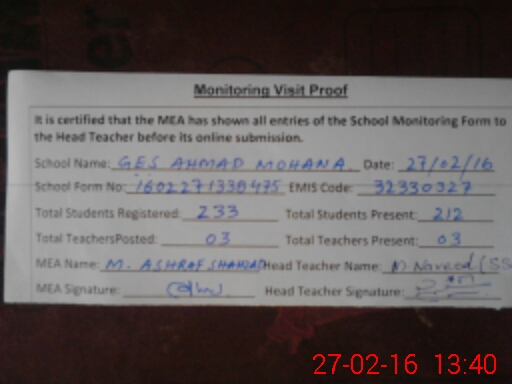 Monitoring Visit Proof
It is certified that the MEA has shown all entries of the School Monitoring Form to
the Head Teacher before its online submission.
School Name: GES AHMAD MOHANA. Date: 27/02/16
School Form No: 1602271338475 EMIS Code: 32330327
Total Students Registered: 233 Total Students Present: 212
Total TeachersPosted: 03 Total Teachers Present: 03
MEA Name: M. ASHRAF Head Teacher Name: M Naveed (SS
MEA Signature: Head Teacher Signature:
27-02-16 13:40